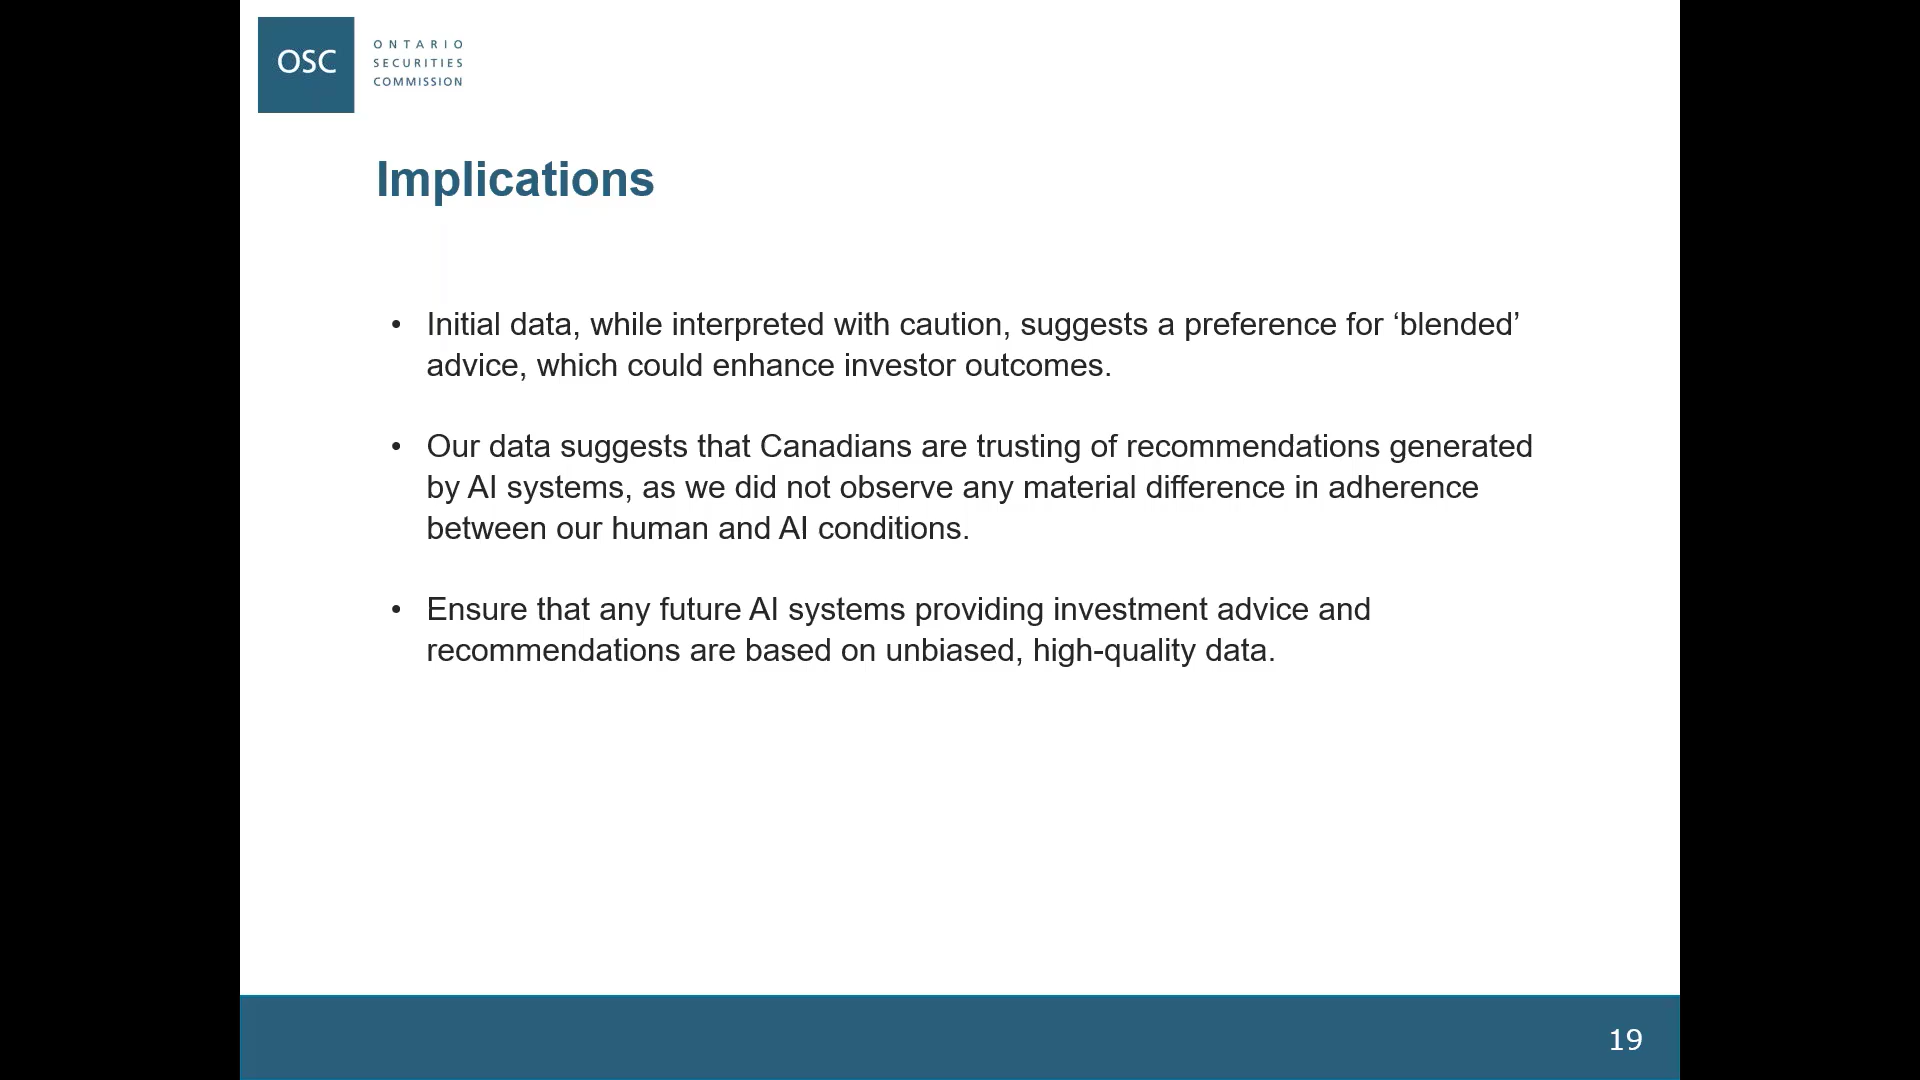 OSC
ONTARIO
SECURITIES
COMMISSION
Implications
• Initial data, while interpreted with caution, suggests a preference for ‘blended’
advice, which could enhance investor outcomes.
• Our data suggests that Canadians are trusting of recommendations generated
by AI systems, as we did not observe any material difference in adherence
between our human and AI conditions.
• Ensure that any future AI systems providing investment advice and
recommendations are based on unbiased, high-quality data.
19